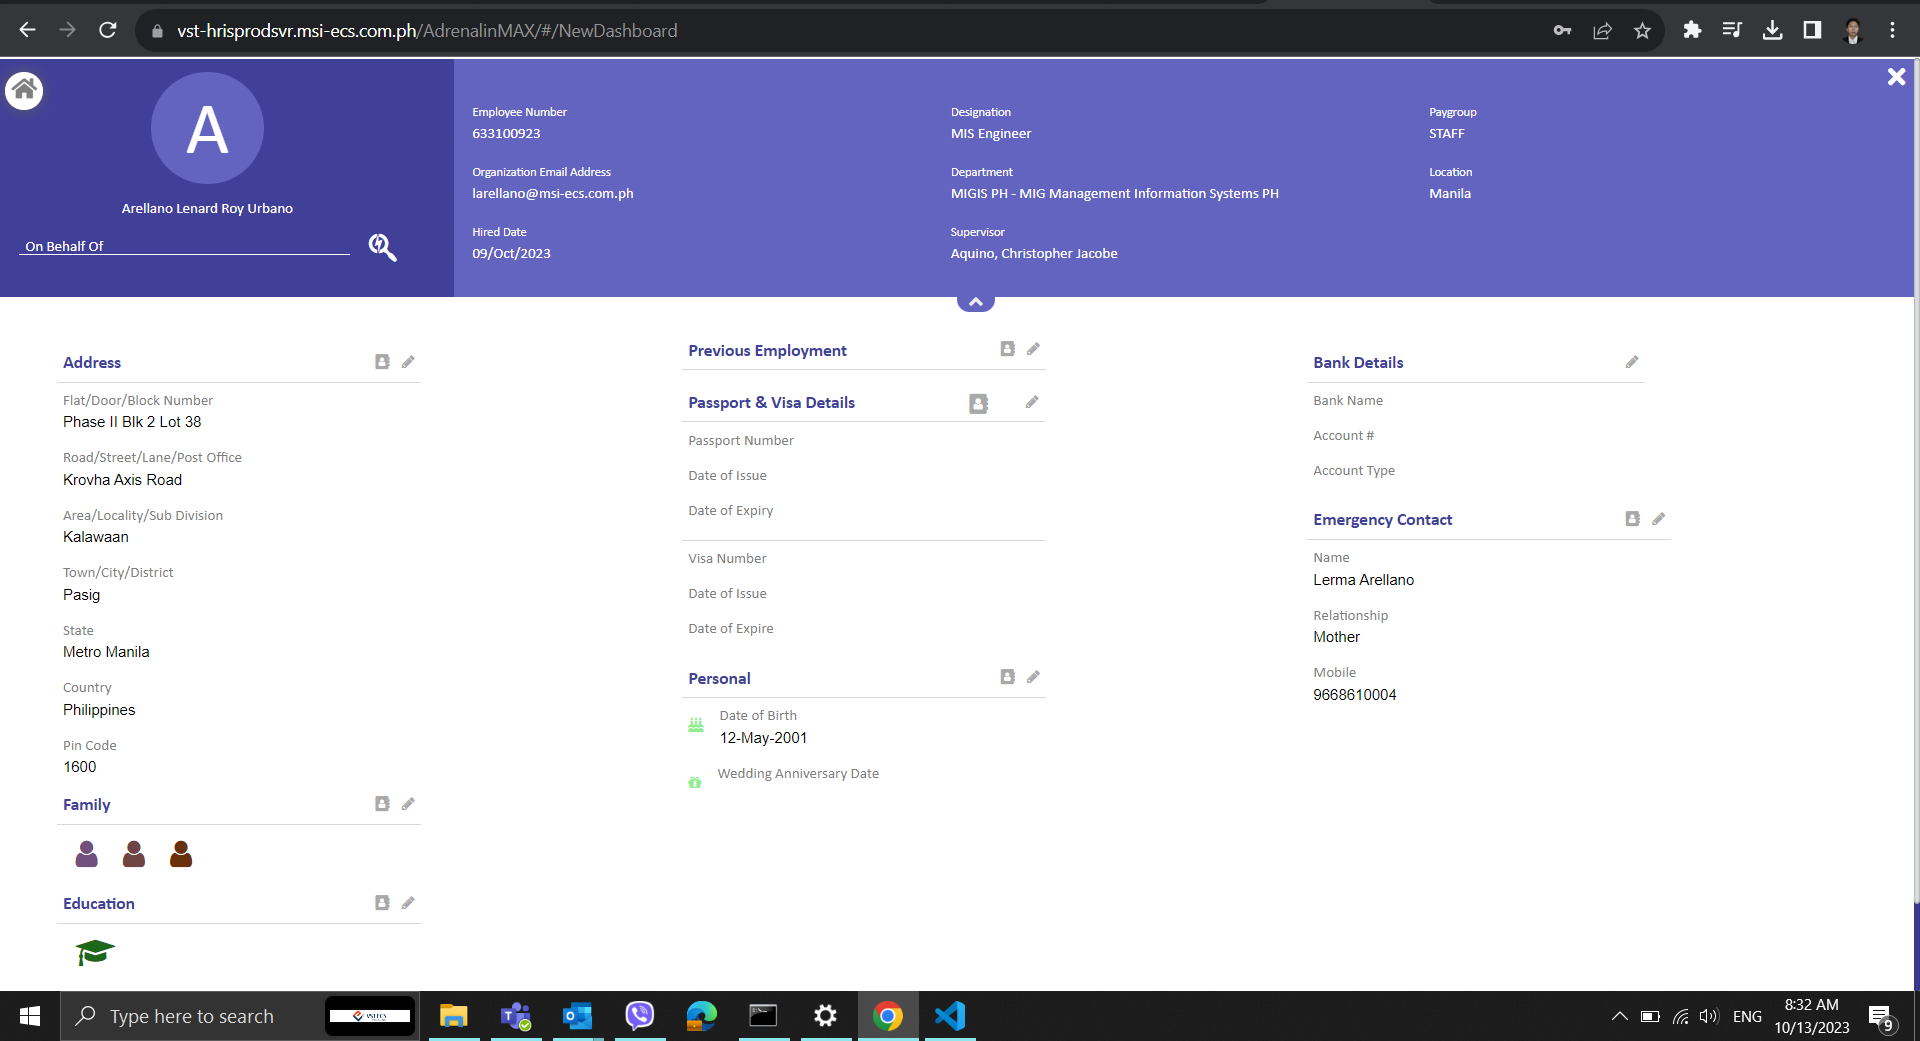 vst-hrisprodsvr.msi-ecs.com.ph/AdrenalinMAX/#/NewDashboard
A
Arellano Lenard Roy Urbano
On Behalf Of
Employee Number
633100923
Organization Email Address
larellano@msi-ecs.com.ph
Hired Date
09/Oct/2023
Designation
MIS Engineer
Department
MIGIS PH - MIG Management Information Systems PH
Supervisor
Aquino, Christopher Jacobe
Paygroup
STAFF
Location
Manila
Address
Flat/Door/Block Number
Phase II Blk 2 Lot 38
Road/Street/Lane/Post Office
Krovha Axis Road
Area/Locality/Sub Division
Kalawaan
Town/City/District
Pasig
State
Metro Manila
Country
Philippines
Pin Code
1600
Family
Education
Previous Employment
Passport & Visa Details
Passport Number
Date of Issue
Date of Expiry
Visa Number
Date of Issue
Date of Expire
Personal
Date of Birth
12-May-2001
Wedding Anniversary Date
Bank Details
Bank Name
Account #
Account Type
Emergency Contact
Name
Lerma Arellano
Relationship
Mother
Mobile
9668610004
Type here to search
ENG
8:32 AM
10/13/2023
9